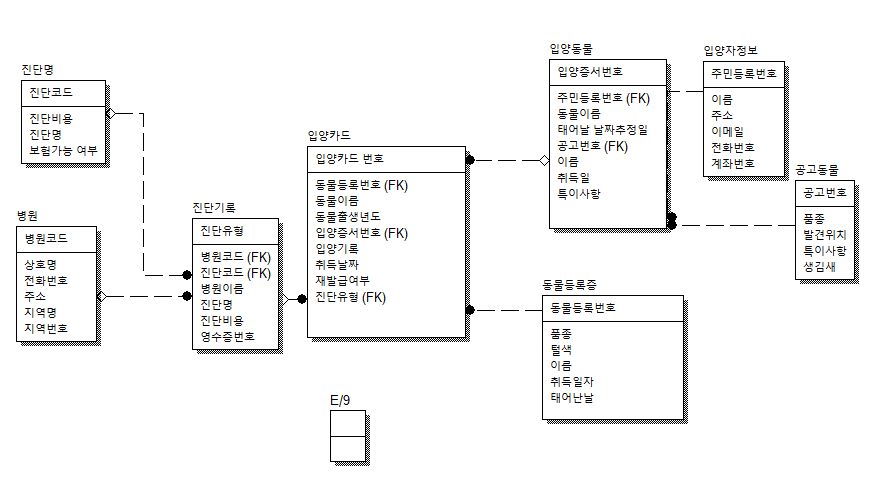 진단명
진단코드
진단비용
진단명
보험가능 여부
병원
병원코드
상호명
전화번호
주소
지역명
지역번호
진단기록
진단유형
병원코드 (FK)
진단코드 (FK)
병원이름
진단명
진단비용
영수증번호
입양카드
입양카드 번호
동물등록번호 (FK)
동물이름
동물출생년도
입양증서번호 (FK)
입양기록
취득날짜
재발급여부
진단유형 (FK)
입양동물
입양증서번호
주민등록번호 (FK)
동물이름
태어날 날짜추정일
공고번호 (FK)
이름
취득일
특이사항
입양자정보
주민등록번호
이름
주소
이메일
전화번호
계좌번호
공고동물
공고번호
품종
발견위치
특이사항
생김새
동물등록증
동물등록번호
품종
털색
이름
취득일자
태어난날
E/9